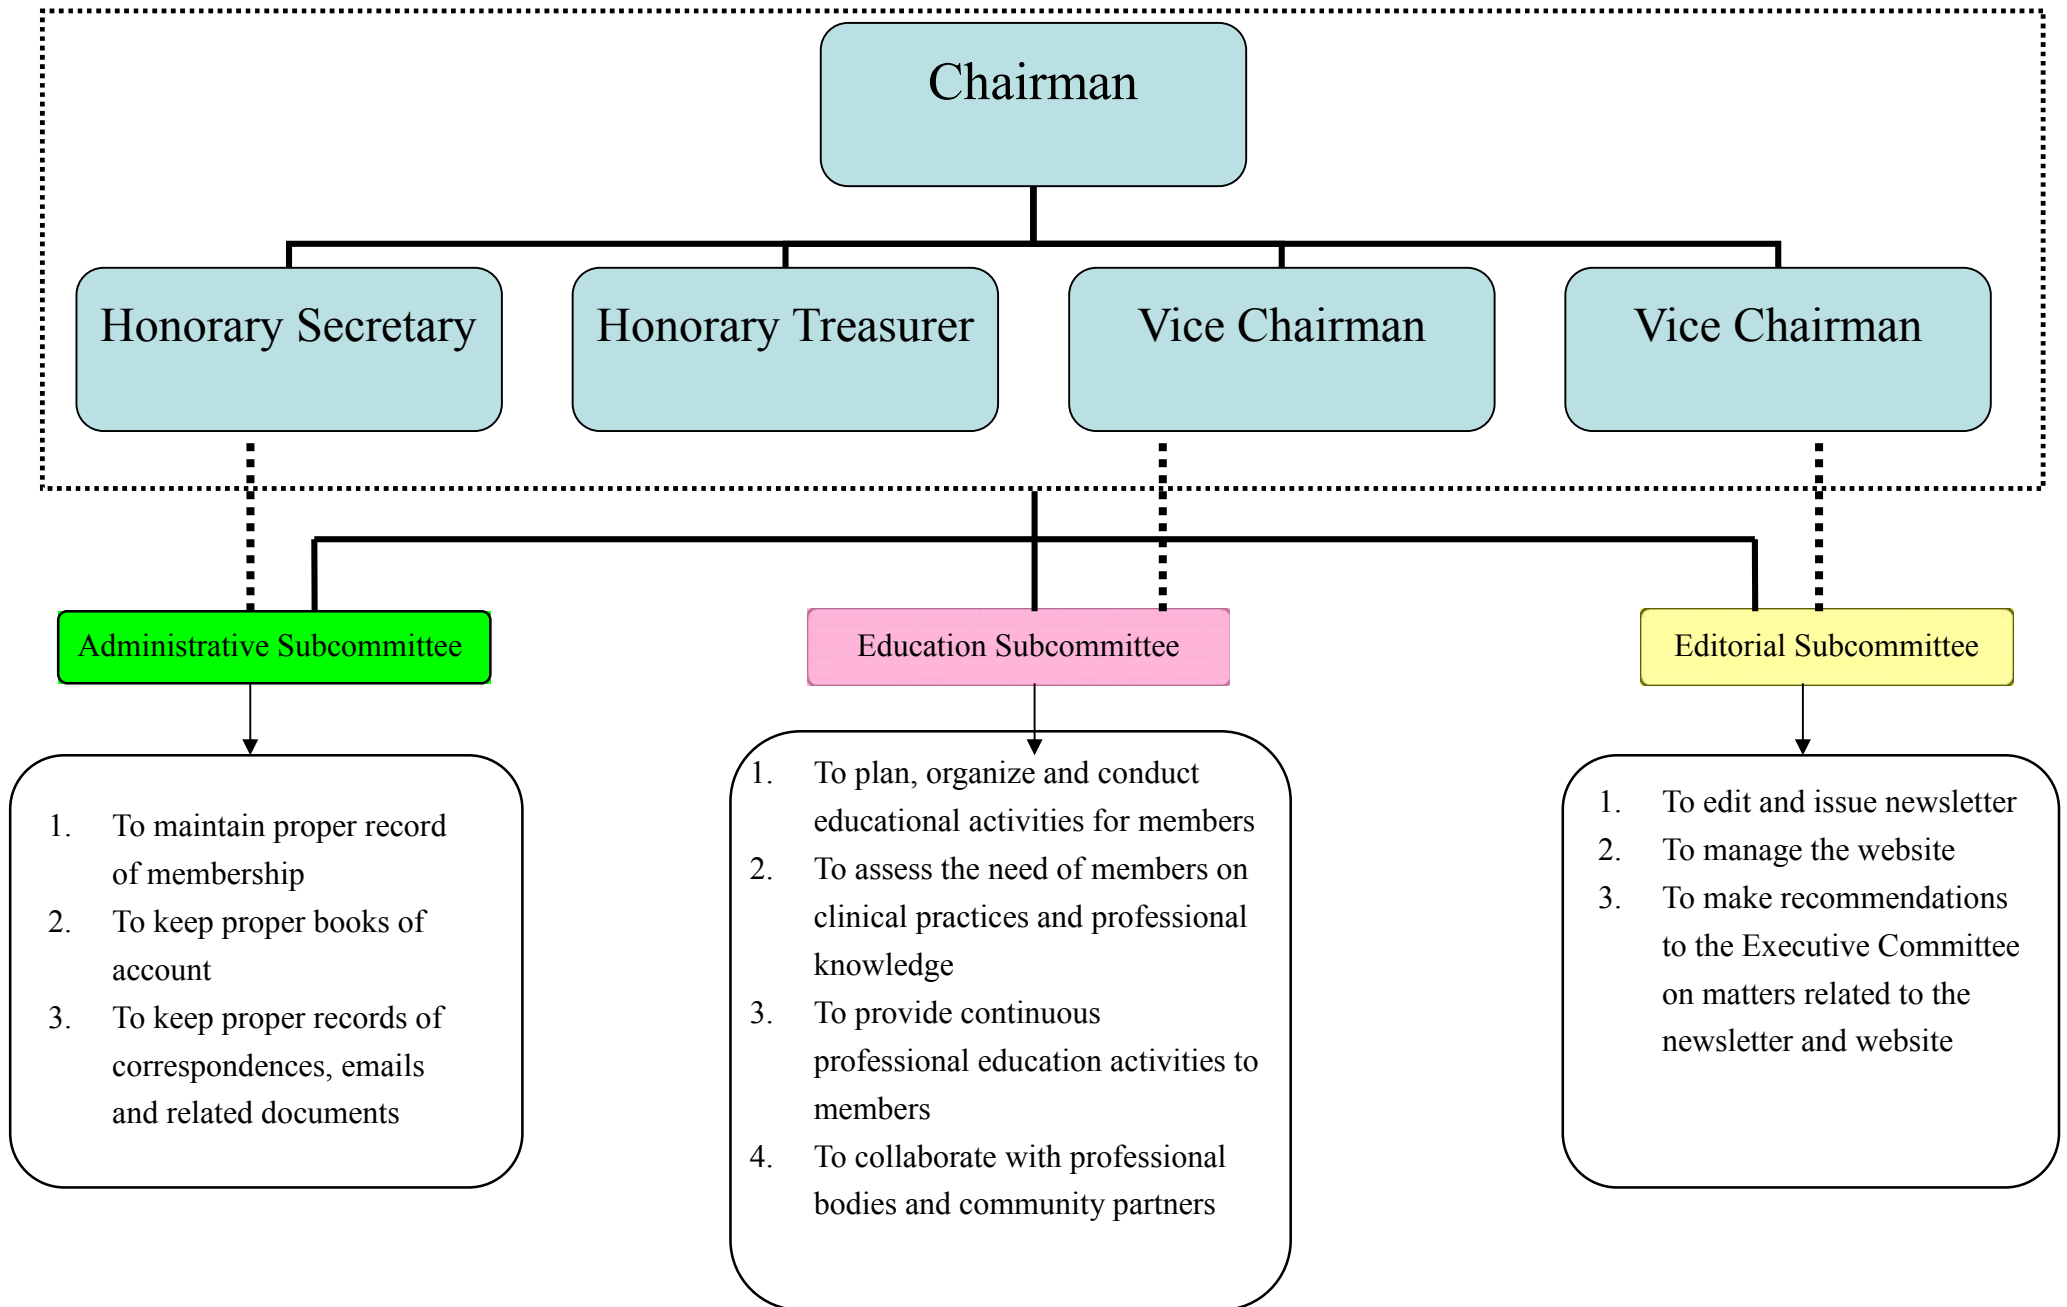 Chairman
Honorary Secretary
Honorary Treasurer
Vice Chairman
Vice Chairman
Administrative Subcommittee
Education Subcommittee
Editorial Subcommittee
1. To maintain proper record
of membership
2. To keep proper books of
account
3. To keep proper records of
correspondences, emails
and related documents
1. To plan, organize and conduct
educational activities for members
2. To assess the need of members on
clinical practices and professional
knowledge
3. To provide continuous
professional education activities to
members
4. To collaborate with professional
bodies and community partners
1. To edit and issue newsletter
2. To manage the website
3. To make recommendations
to the Executive Committee
on matters related to the
newsletter and website